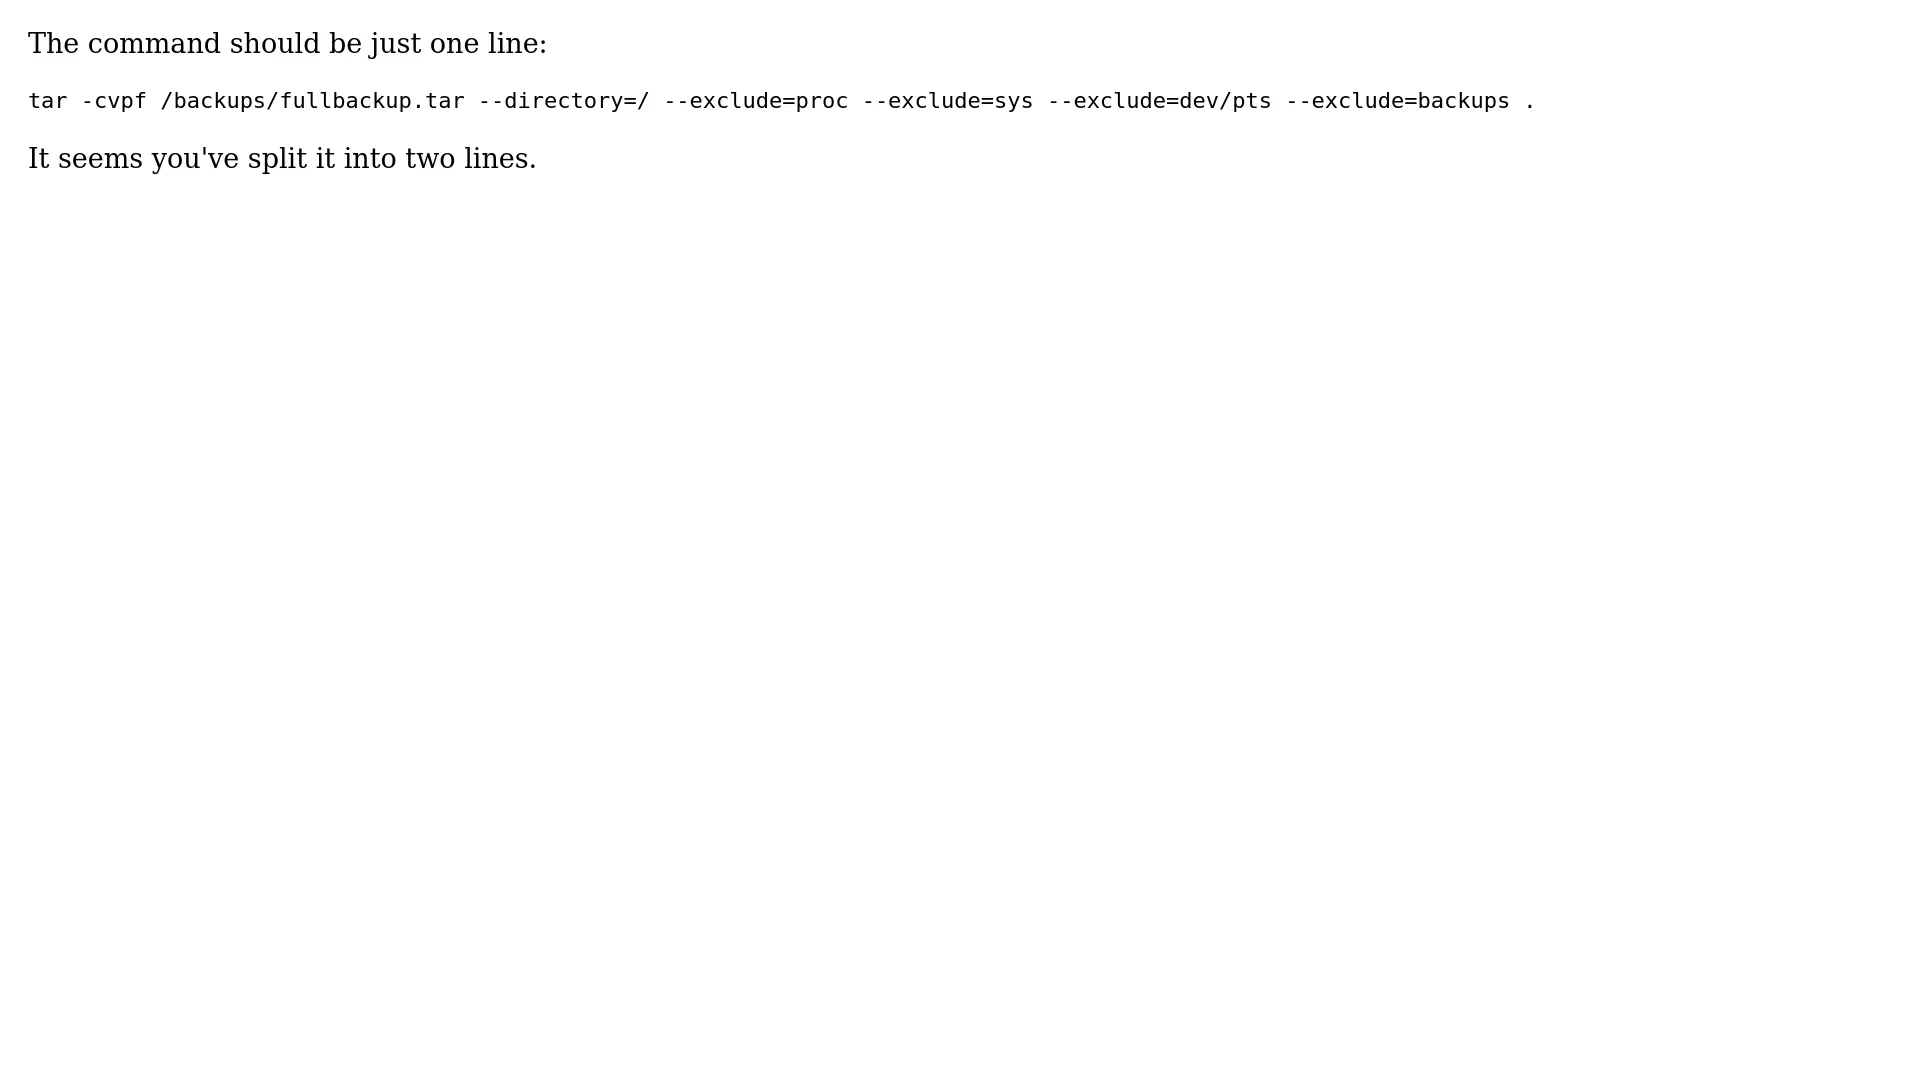 The command should be just one line:
tar -cvpf /backups/fullbackup.tar --directory=/ --exclude=proc --exclude=sys --exclude=dev/pts --exclude=backups .
It seems you've split it into two lines.